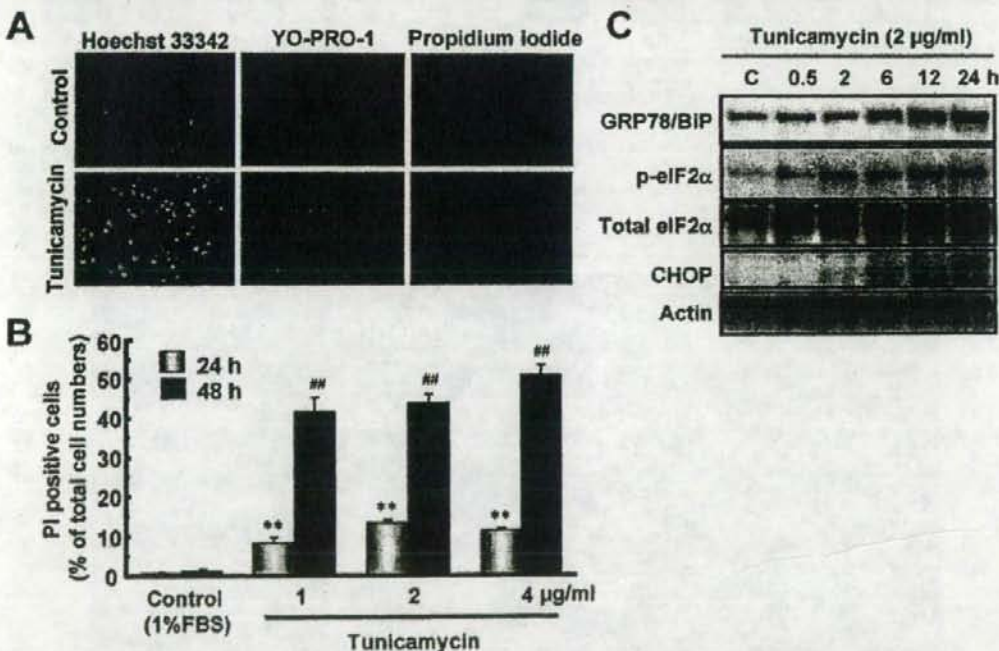 A
Hoechst 33342 YO-PRO-1 Propidium iodide
Control
Tunicamycin
B
60
50
40
30
20
10
0
PI positive cells
(% of total cell numbers)
24 h
48 h
** ## ** ## ** ##
Control
(1%FBS)
1 2 4 µg/ml
Tunicamycin
C
Tunicamycin (2 µg/ml)
C 0.5 2 6 12 24 h
GRP78/BiP
p-eIF2α
Total eIF2α
CHOP
Actin